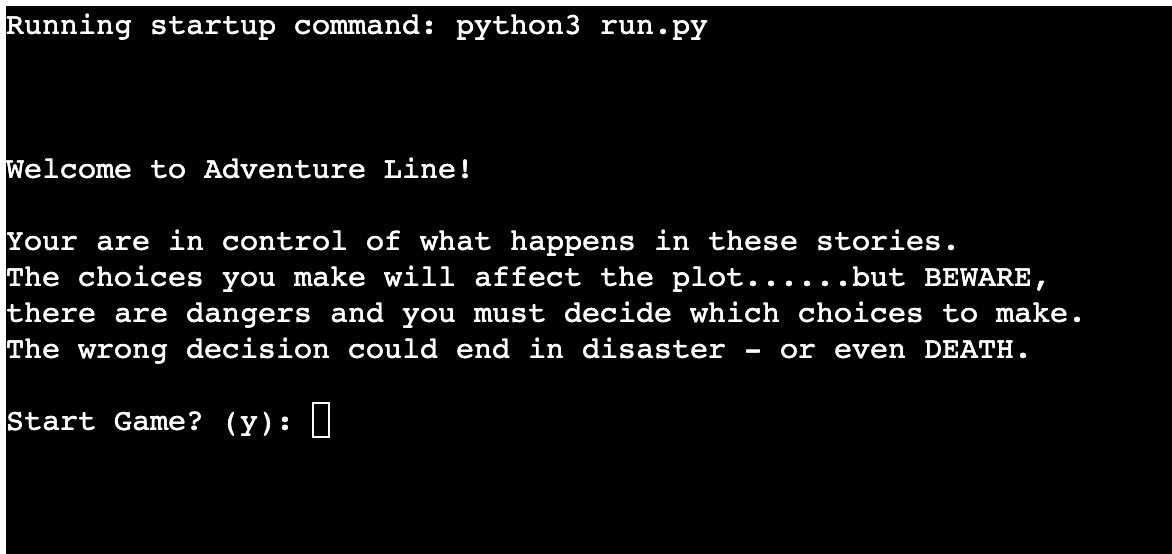 Running startup command: python3 run.py
Welcome to Adventure Line!
Your are in control of what happens in these stories.
The choices you make will affect the plot......but BEWARE,
there are dangers and you must decide which choices to make.
The wrong decision could end in disaster - or even DEATH.
Start Game? (y):